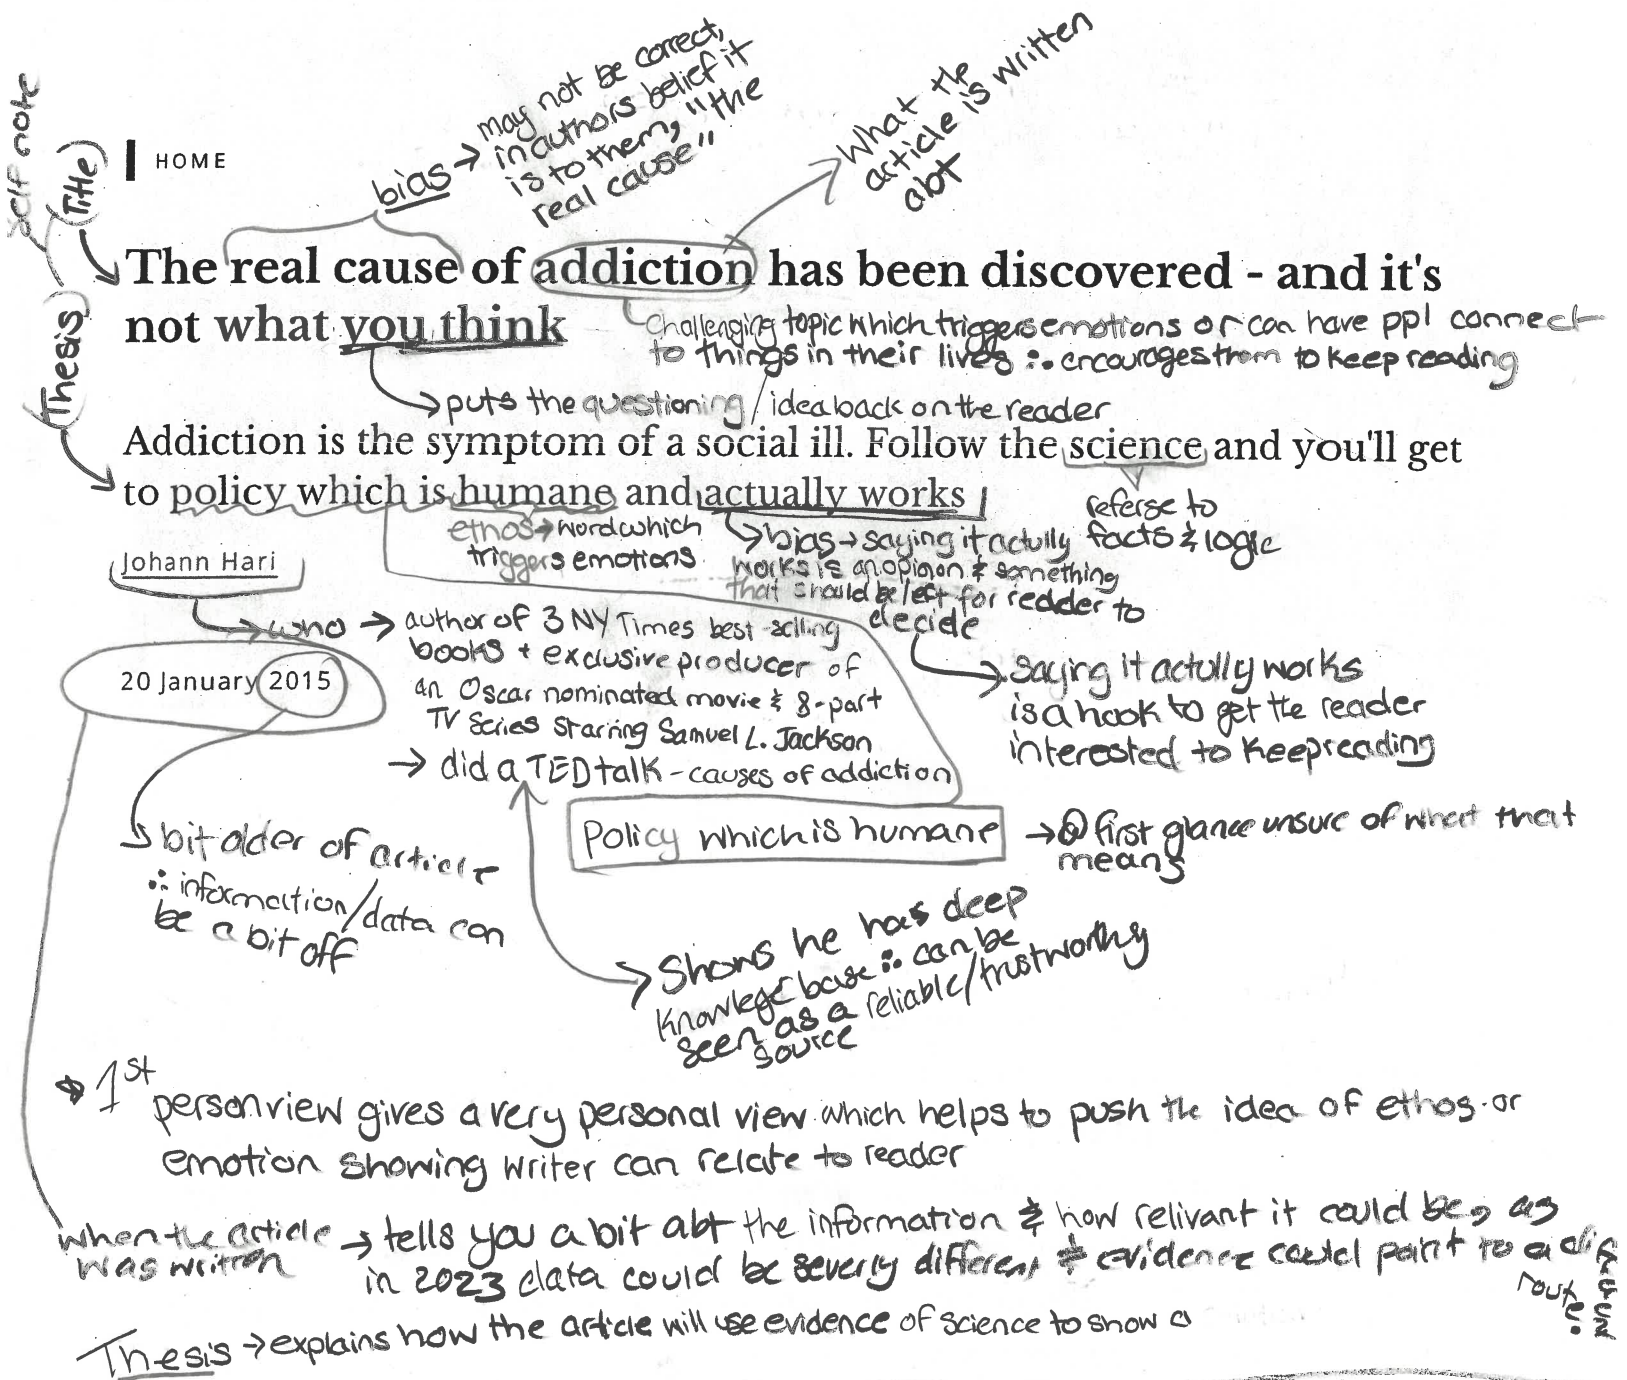 self note
(Title)
(Thesis)
HOME
bias → may not be correct,
in authors belief it
is to them, "the
real cause"
What the
article is written
abt
The real cause of addiction has been discovered - and it's
not what you think
challenging topic which triggers emotions or can have ppl connect
to things in their lives ∴ encourages them to keep reading
puts the questioning / idea back on the reader
Addiction is the symptom of a social ill. Follow the science and you'll get
to policy which is humane and actually works
ethos → word which
triggers emotions
bias → saying it actully
works is an opinon & something
that should be left for redder to
decide
referse to
facts & logic
Johann Hari
who → author of 3 NY Times best selling
books + exclusive producer of
an Oscar nominated movie & 8-part
TV Series starring Samuel L. Jackson
→ did a TED talk - causes of addiction
20 January 2015
saying it actully works
is a hook to get the reader
interested to keep reading
Policy which is humane → @ first glance unsure of what that
means
bit older of article
∴ information/data can
be a bit off
Shows he has deep
knowlege base ∴ can be
seen as a reliable/trustworthy
source
1st
person view gives a very personal view which helps to push the idea of ethos or
emotion showing writer can relate to reader
when the article
was written
→ tells you a bit abt the information & how relivant it could be, as
in 2023 data could be severly different & evidence could point to a different
route.
Thesis → explains how the article will use evidence of science to show a